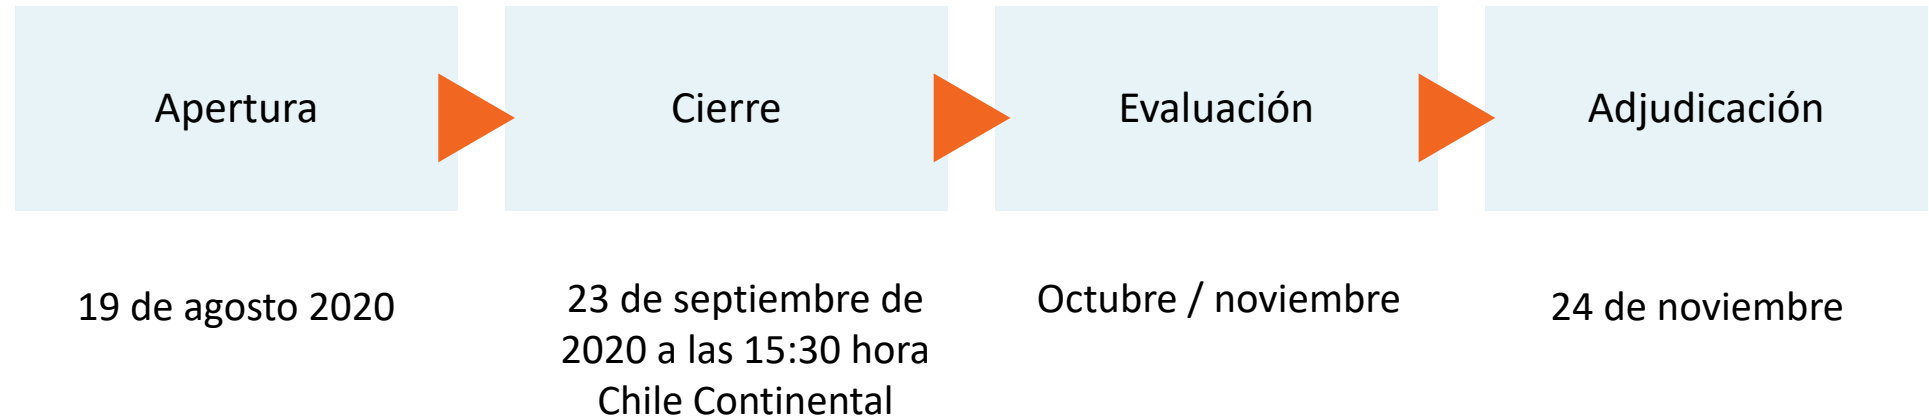 Apertura
Cierre
Evaluación
Adjudicación
19 de agosto 2020
23 de septiembre de
2020 a las 15:30 hora
Chile Continental
Octubre / noviembre
24 de noviembre